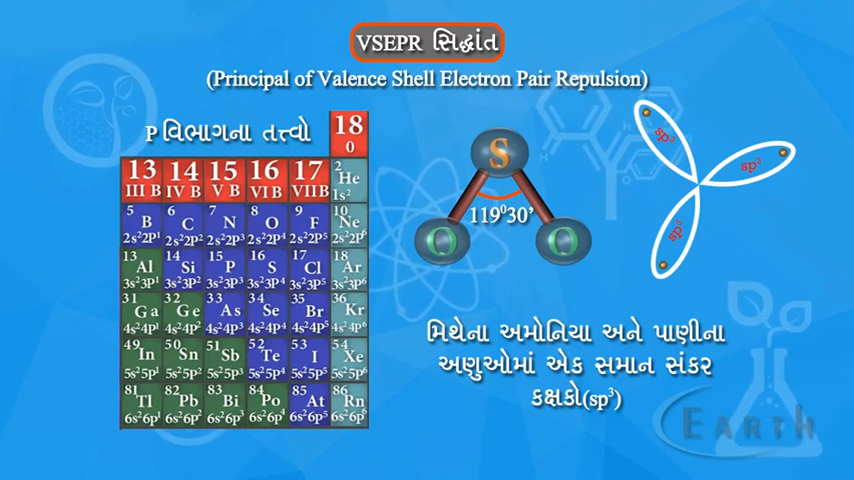 VSEPR સિદ્ધાંત
(Principal of Valence Shell Electron Pair Repulsion)
P વિભાગના તત્ત્વો
18
0
13 14 15 16 17
III B IV B V B VI B VII B
2 He 1s²
5 B 2s²2P¹ 6 C 2s²2P² 7 N 2s²2P³ 8 O 2s²2P⁴ 9 F 2s²2P⁵ 10 Ne 2s²2P⁶
13 Al 3s²3P¹ 14 Si 3s²3P² 15 P 3s²3P³ 16 S 3s²3P⁴ 17 Cl 3s²3P⁵ 18 Ar 3s²3P⁶
31 Ga 4s²4P¹ 32 Ge 4s²4P² 33 As 4s²4P³ 34 Se 4s²4P⁴ 35 Br 4s²4P⁵ 36 Kr 4s²4P⁶
49 In 5s²5P¹ 50 Sn 5s²5P² 51 Sb 5s²5P³ 52 Te 5s²5P⁴ 53 I 5s²5P⁵ 54 Xe 5s²5P⁶
81 Tl 6s²6P¹ 82 Pb 6s²6P² 83 Bi 6s²6P³ 84 Po 6s²6P⁴ 85 At 6s²6P⁵ 86 Rn 6s²6P⁶
S
119⁰30’
O O
sp³
sp³
sp³
મિથેના અમોનિયા અને પાણીના
અણુઓમાં એક સમાન સંકર
કક્ષકો(sp³)
EARTH